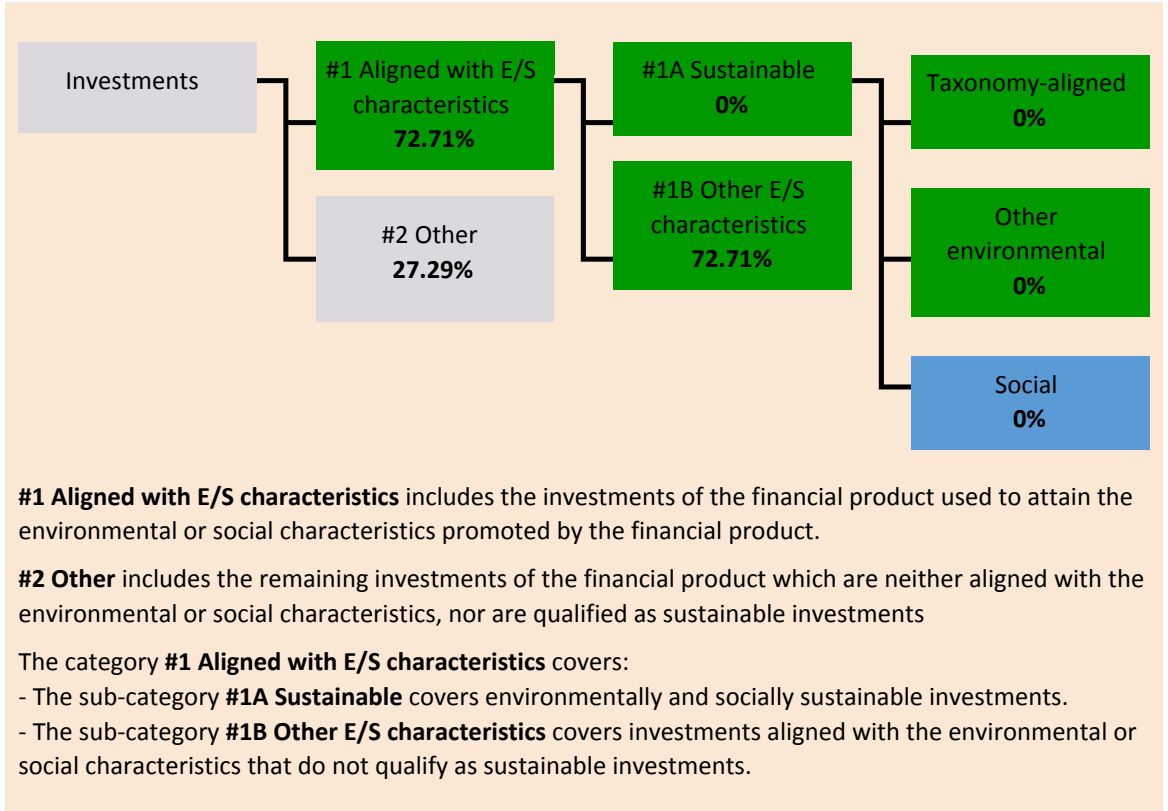 Investments
#1 Aligned with E/S
characteristics
72.71%
#2 Other
27.29%
#1A Sustainable
0%
#1B Other E/S
characteristics
72.71%
Taxonomy-aligned
0%
Other
environmental
0%
Social
0%
#1 Aligned with E/S characteristics includes the investments of the financial product used to attain the
environmental or social characteristics promoted by the financial product.
#2 Other includes the remaining investments of the financial product which are neither aligned with the
environmental or social characteristics, nor are qualified as sustainable investments
The category #1 Aligned with E/S characteristics covers:
- The sub-category #1A Sustainable covers environmentally and socially sustainable investments.
- The sub-category #1B Other E/S characteristics covers investments aligned with the environmental or
social characteristics that do not qualify as sustainable investments.